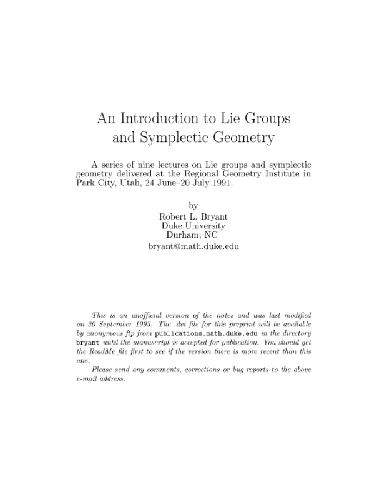 An Introduction to Lie Groups
and Symplectic Geometry
A series of nine lectures on Lie groups and symplectic
geometry delivered at the Regional Geometry Institute in
Park City, Utah, 24 June–20 July 1991.
by
Robert L. Bryant
Duke University
Durham, NC
bryant@math.duke.edu
This is an unofficial version of the notes and was last modified
on 20 September 1993. The .dvi file for this preprint will be available
by anonymous ftp from publications.math.duke.edu in the directory
bryant until the manuscript is accepted for publication. You should get
the ReadMe file first to see if the version there is more recent than this
one.
Please send any comments, corrections or bug reports to the above
e-mail address.